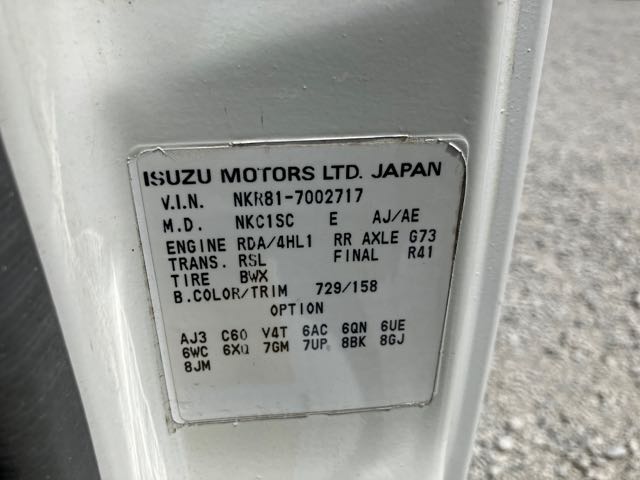 ISUZU MOTORS LTD. JAPAN
V.I.N. NKR81-7002717
M.D. NKC1SC E AJ/AE
ENGINE RDA/4HL1 RR AXLE G73
TRANS. RSL FINAL R41
TIRE BWX
B.COLOR/TRIM 729/158
OPTION
AJ3 C60 V4T 6AC 6QN 6UE
6WC 6XQ 7GM 7UP 8BK 8GJ
8JM